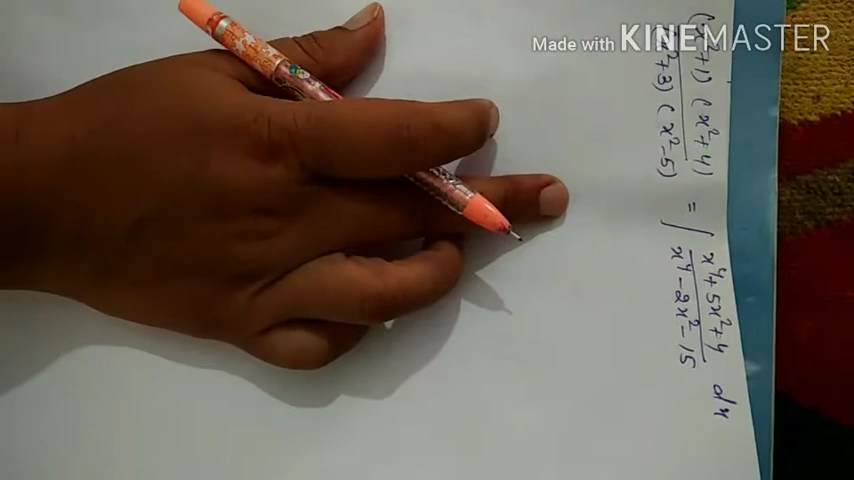 Made with KINEMASTER
(x²+1) (x²+4) / (x²+3) (x²-5) = ∫ x⁴+5x²+4 / x⁴-2x²-15 dx